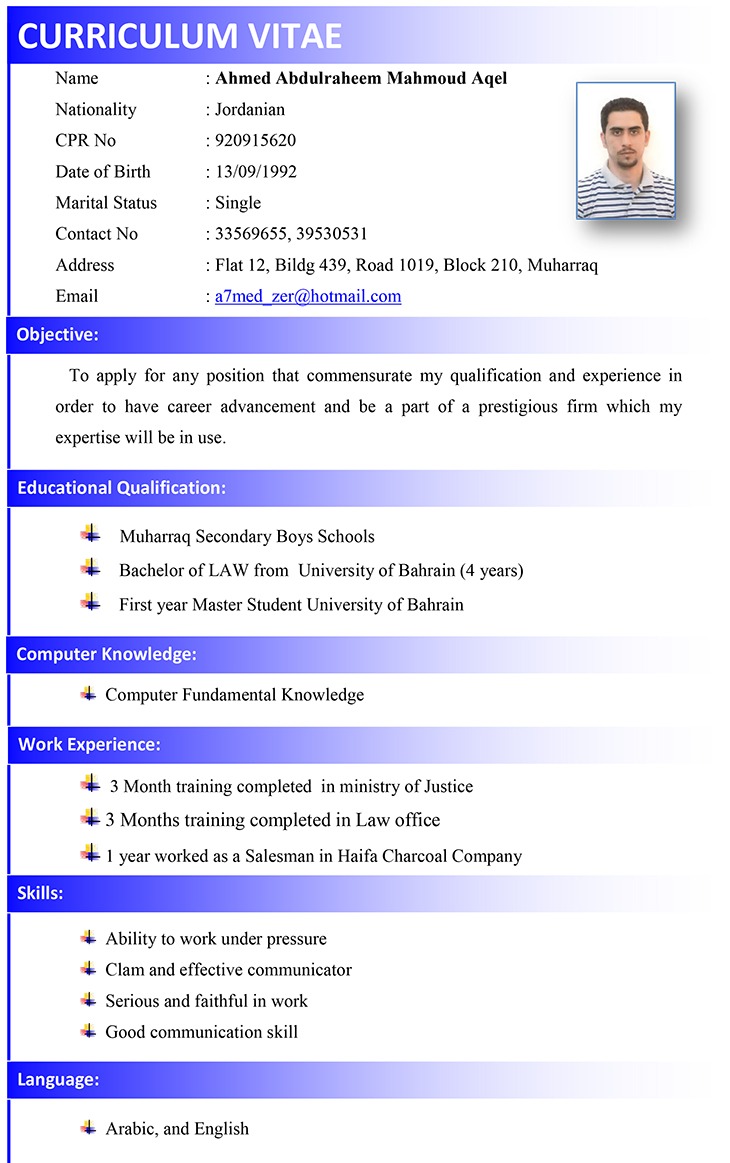 CURRICULUM VITAE
Name : Ahmed Abdulraheem Mahmoud Aqel
Nationality : Jordanian
CPR No : 920915620
Date of Birth : 13/09/1992
Marital Status : Single
Contact No : 33569655, 39530531
Address : Flat 12, Bildg 439, Road 1019, Block 210, Muharraq
Email : a7med_zer@hotmail.com
Objective:
To apply for any position that commensurate my qualification and experience in
order to have career advancement and be a part of a prestigious firm which my
expertise will be in use.
Educational Qualification:
Muharraq Secondary Boys Schools
Bachelor of LAW from University of Bahrain (4 years)
First year Master Student University of Bahrain
Computer Knowledge:
Computer Fundamental Knowledge
Work Experience:
3 Month training completed in ministry of Justice
3 Months training completed in Law office
1 year worked as a Salesman in Haifa Charcoal Company
Skills:
Ability to work under pressure
Clam and effective communicator
Serious and faithful in work
Good communication skill
Language:
Arabic, and English